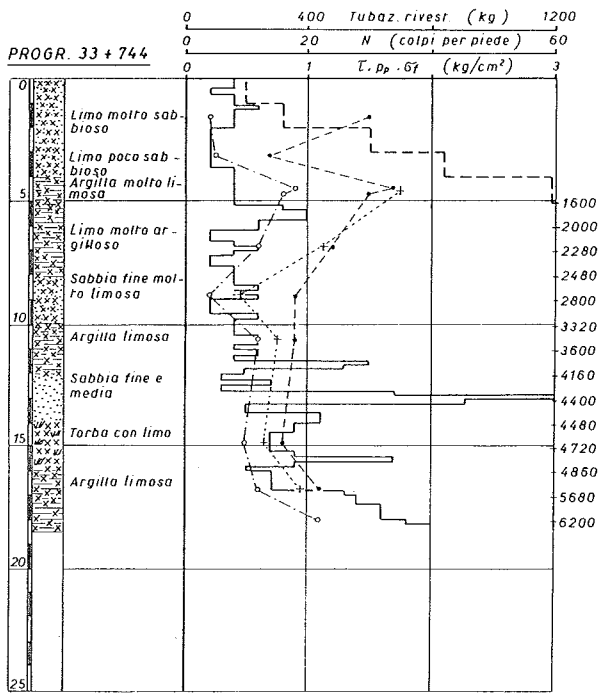 0 400 Tubaz. rivest. (kg) 1200
0 20 N (colpi per piede) 60
PROGR. 33+744
0 1 τ, pp, σf (kg/cm²) 3
0
Limo molto sab-
bioso
Limo poco sab-
bioso
Argilla molto li-
mosa
5
1600
2000
Limo molto ar-
gilloso
2280
2480
Sabbia fine mol-
to limosa
2800
10
3320
Argilla limosa
3600
4160
Sabbia fine e
media
4400
4480
Torba con limo
15
4720
4860
Argilla limosa
5680
6200
20
25